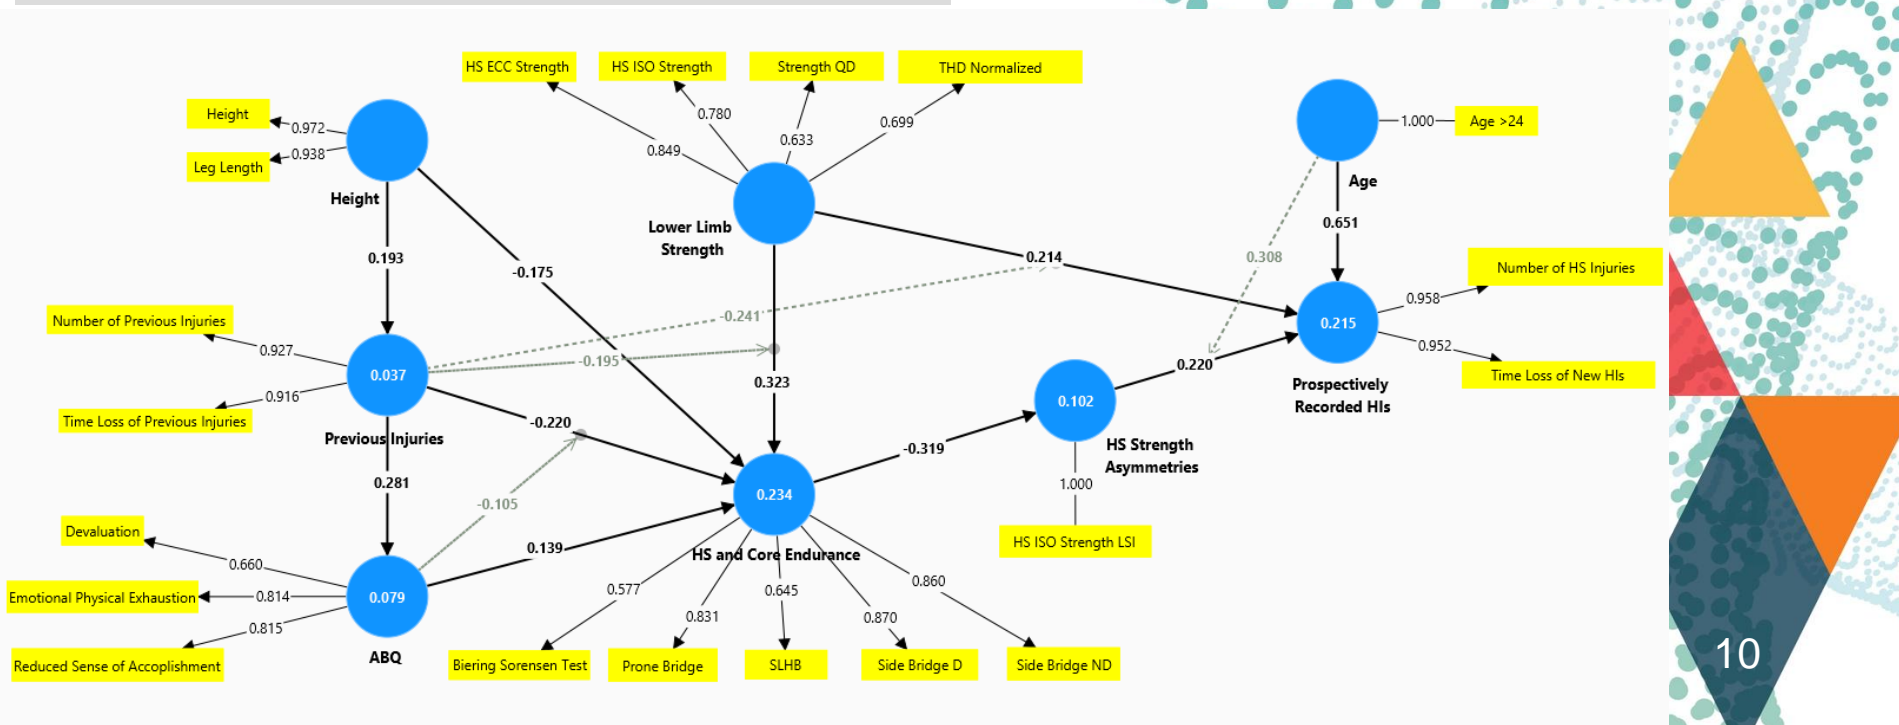 HS ECC Strength
HS ISO Strength
Strength QD
THD Normalized
Height
Leg Length
0.972
0.938
Height
0.849
0.780
0.633
0.699
Lower Limb
Strength
1.000
Age >24
Age
0.193
-0.175
0.214
0.651
0.308
Number of HS Injuries
0.958
0.215
0.952
Time Loss of New HIs
Prospectively
Recorded HIs
Number of Previous Injuries
0.927
0.037
0.916
Time Loss of Previous Injuries
Previous Injuries
-0.241
-0.195
0.323
0.220
0.102
HS Strength
Asymmetries
1.000
HS ISO Strength LSI
-0.220
-0.319
0.281
-0.105
0.234
0.139
HS and Core Endurance
Devaluation
0.660
Emotional Physical Exhaustion
0.814
0.079
0.815
Reduced Sense of Accoplishment
ABQ
0.577
0.831
0.645
0.870
0.860
Biering Sorensen Test
Prone Bridge
SLHB
Side Bridge D
Side Bridge ND
10